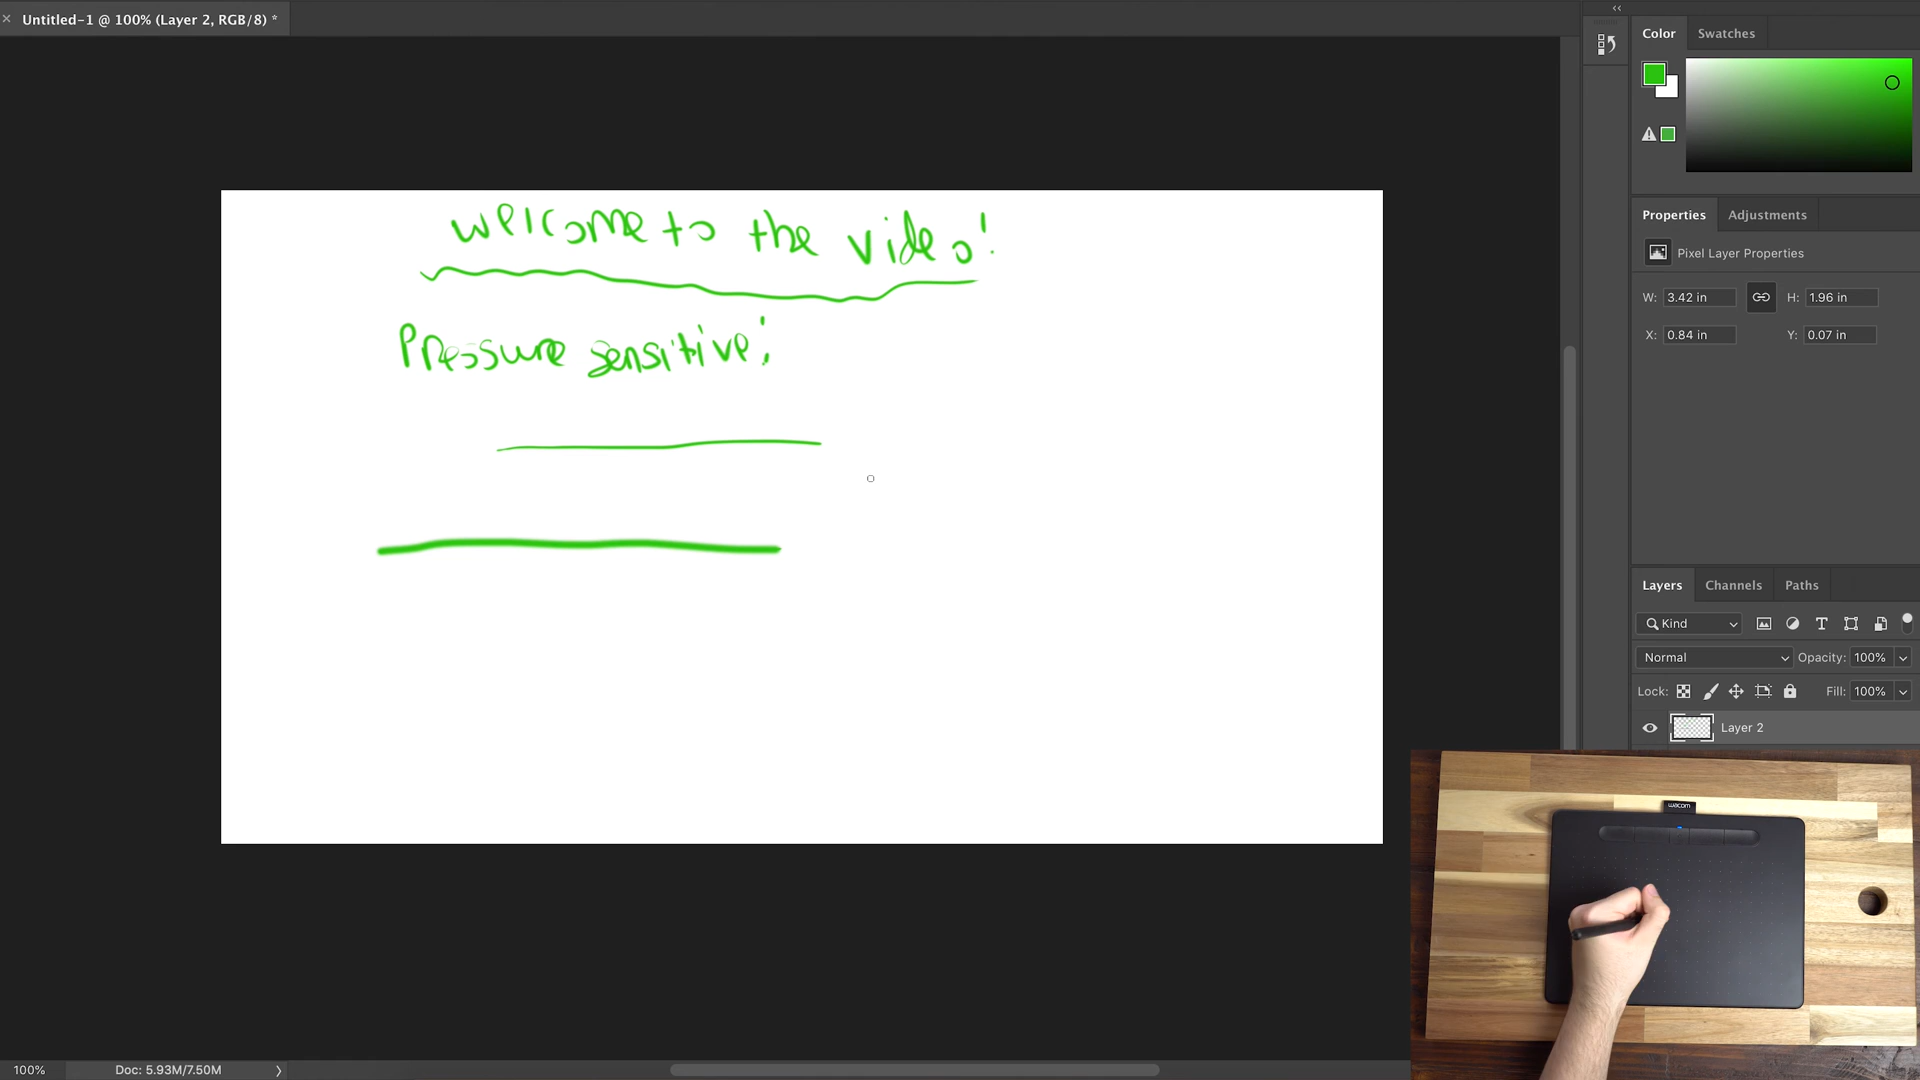 × Untitled-1 @ 100% (Layer 2, RGB/8) *
Color Swatches
welcome to the video!
Pressure sensitive!
Properties Adjustments
Pixel Layer Properties
W: 3.42 in H: 1.96 in
X: 0.84 in Y: 0.07 in
Layers Channels Paths
Kind
Normal Opacity: 100%
Lock: Fill: 100%
Layer 2
wacom
100% Doc: 5.93M/7.50M